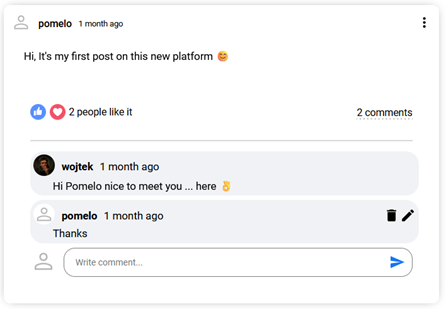 pomelo 1 month ago
Hi, It's my first post on this new platform 😊
2 people like it 2 comments
wojtek 1 month ago
Hi Pomelo nice to meet you ... here ✌️
pomelo 1 month ago
Thanks
Write comment...